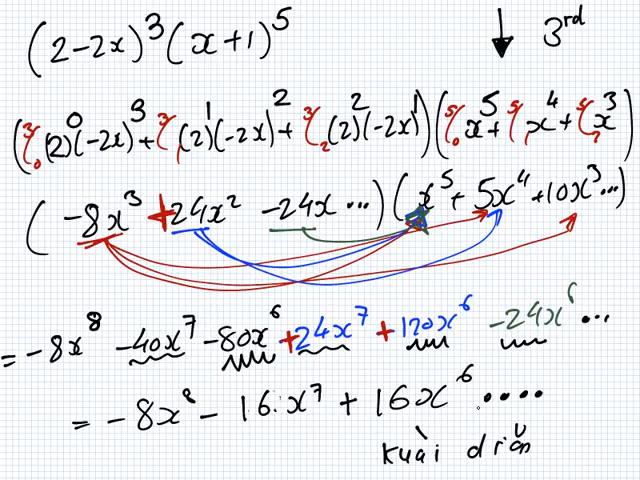 (2-2x)³(x+1)⁵ ↓ 3rd
(³C₀(2)⁰(-2x)³+³C₁(2)¹(-2x)²+³C₂(2)²(-2x)¹)(⁵C₀x⁵+⁵C₁x⁴+⁵C₂x³
(-8x³+24x²-24x...)(x⁵+5x⁴+10x³...)
=-8x⁸-40x⁷-80x⁶+24x⁷+120x⁶-24x⁶...
=-8x⁸-16x⁷+16x⁶....
kuài diǎn